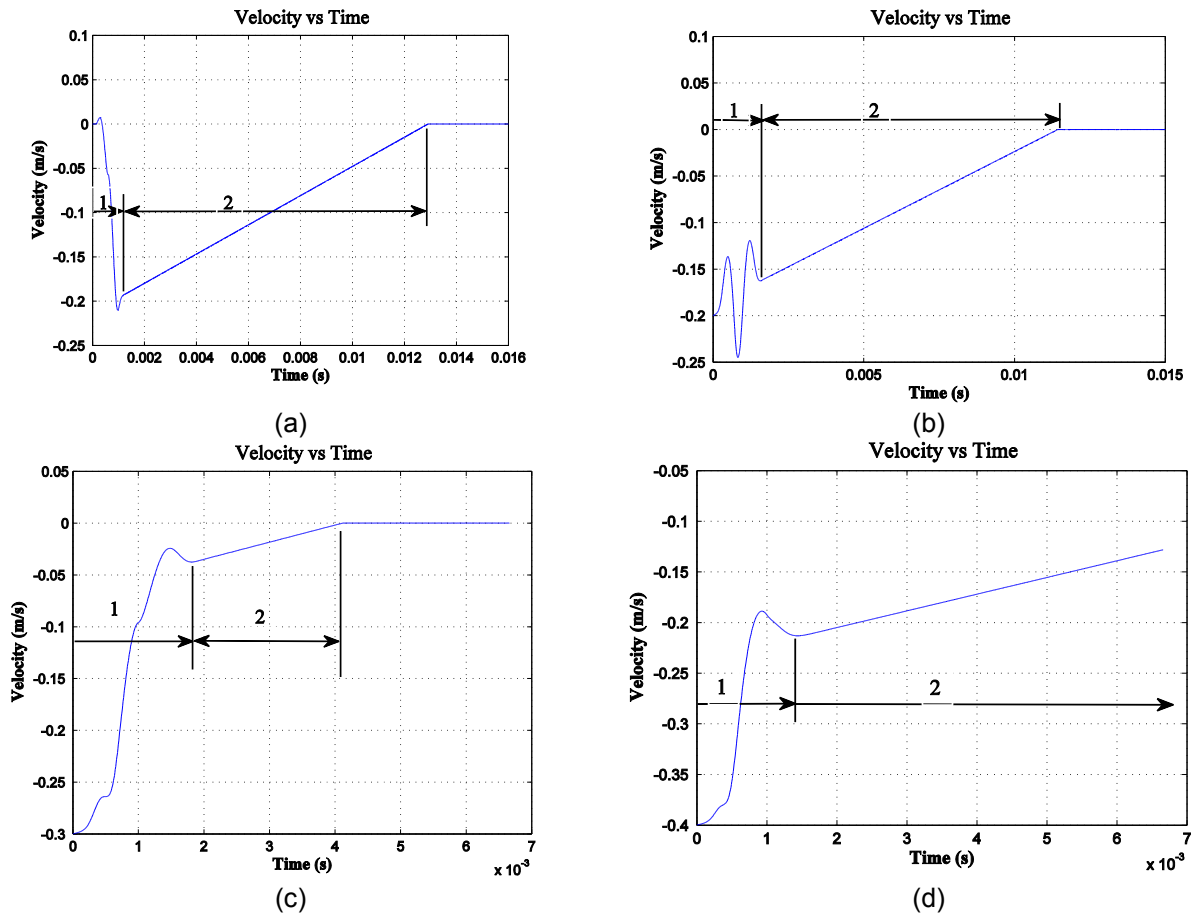 Velocity vs Time
0.1
0.05
0
-0.05
-0.1
-0.15
-0.2
-0.25
Velocity (m/s)
1
2
0 0.002 0.004 0.006 0.008 0.01 0.012 0.014 0.016
Time (s)
(a)
Velocity vs Time
0.1
0.05
0
-0.05
-0.1
-0.15
-0.2
-0.25
Velocity (m/s)
1
2
0 0.005 0.01 0.015
Time (s)
(b)
Velocity vs Time
0.05
0
-0.05
-0.1
-0.15
-0.2
-0.25
-0.3
Velocity (m/s)
1
2
0 1 2 3 4 5 6 7
Time (s)
x 10⁻³
(c)
Velocity vs Time
-0.05
-0.1
-0.15
-0.2
-0.25
-0.3
-0.35
-0.4
Velocity (m/s)
1
2
0 1 2 3 4 5 6 7
Time (s)
x 10⁻³
(d)